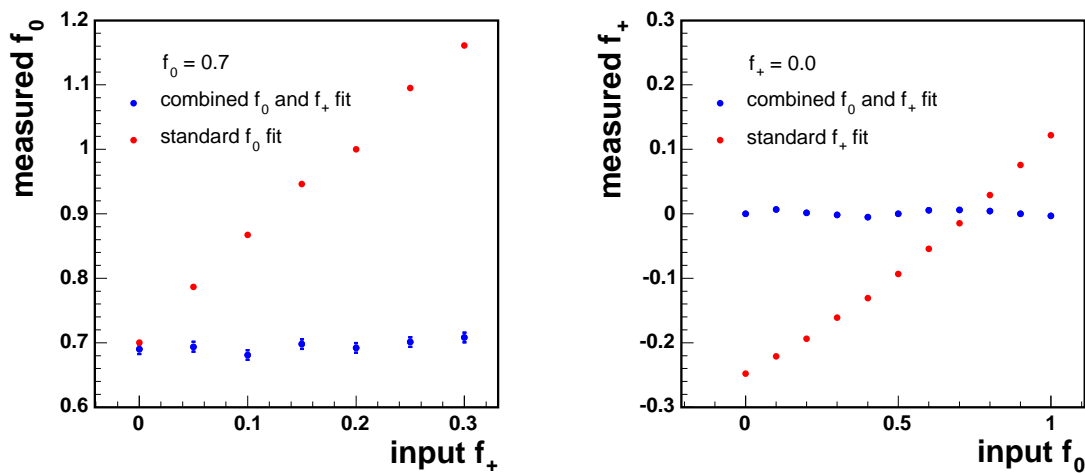 measured f0
1.2
1.1
1
0.9
0.8
0.7
0.6
f0 = 0.7
combined f0 and f+ fit
standard f0 fit
0
0.1
0.2
0.3
input f+
measured f+
0.3
0.2
0.1
0
-0.1
-0.2
-0.3
f+ = 0.0
combined f0 and f+ fit
standard f+ fit
0
0.5
1
input f0